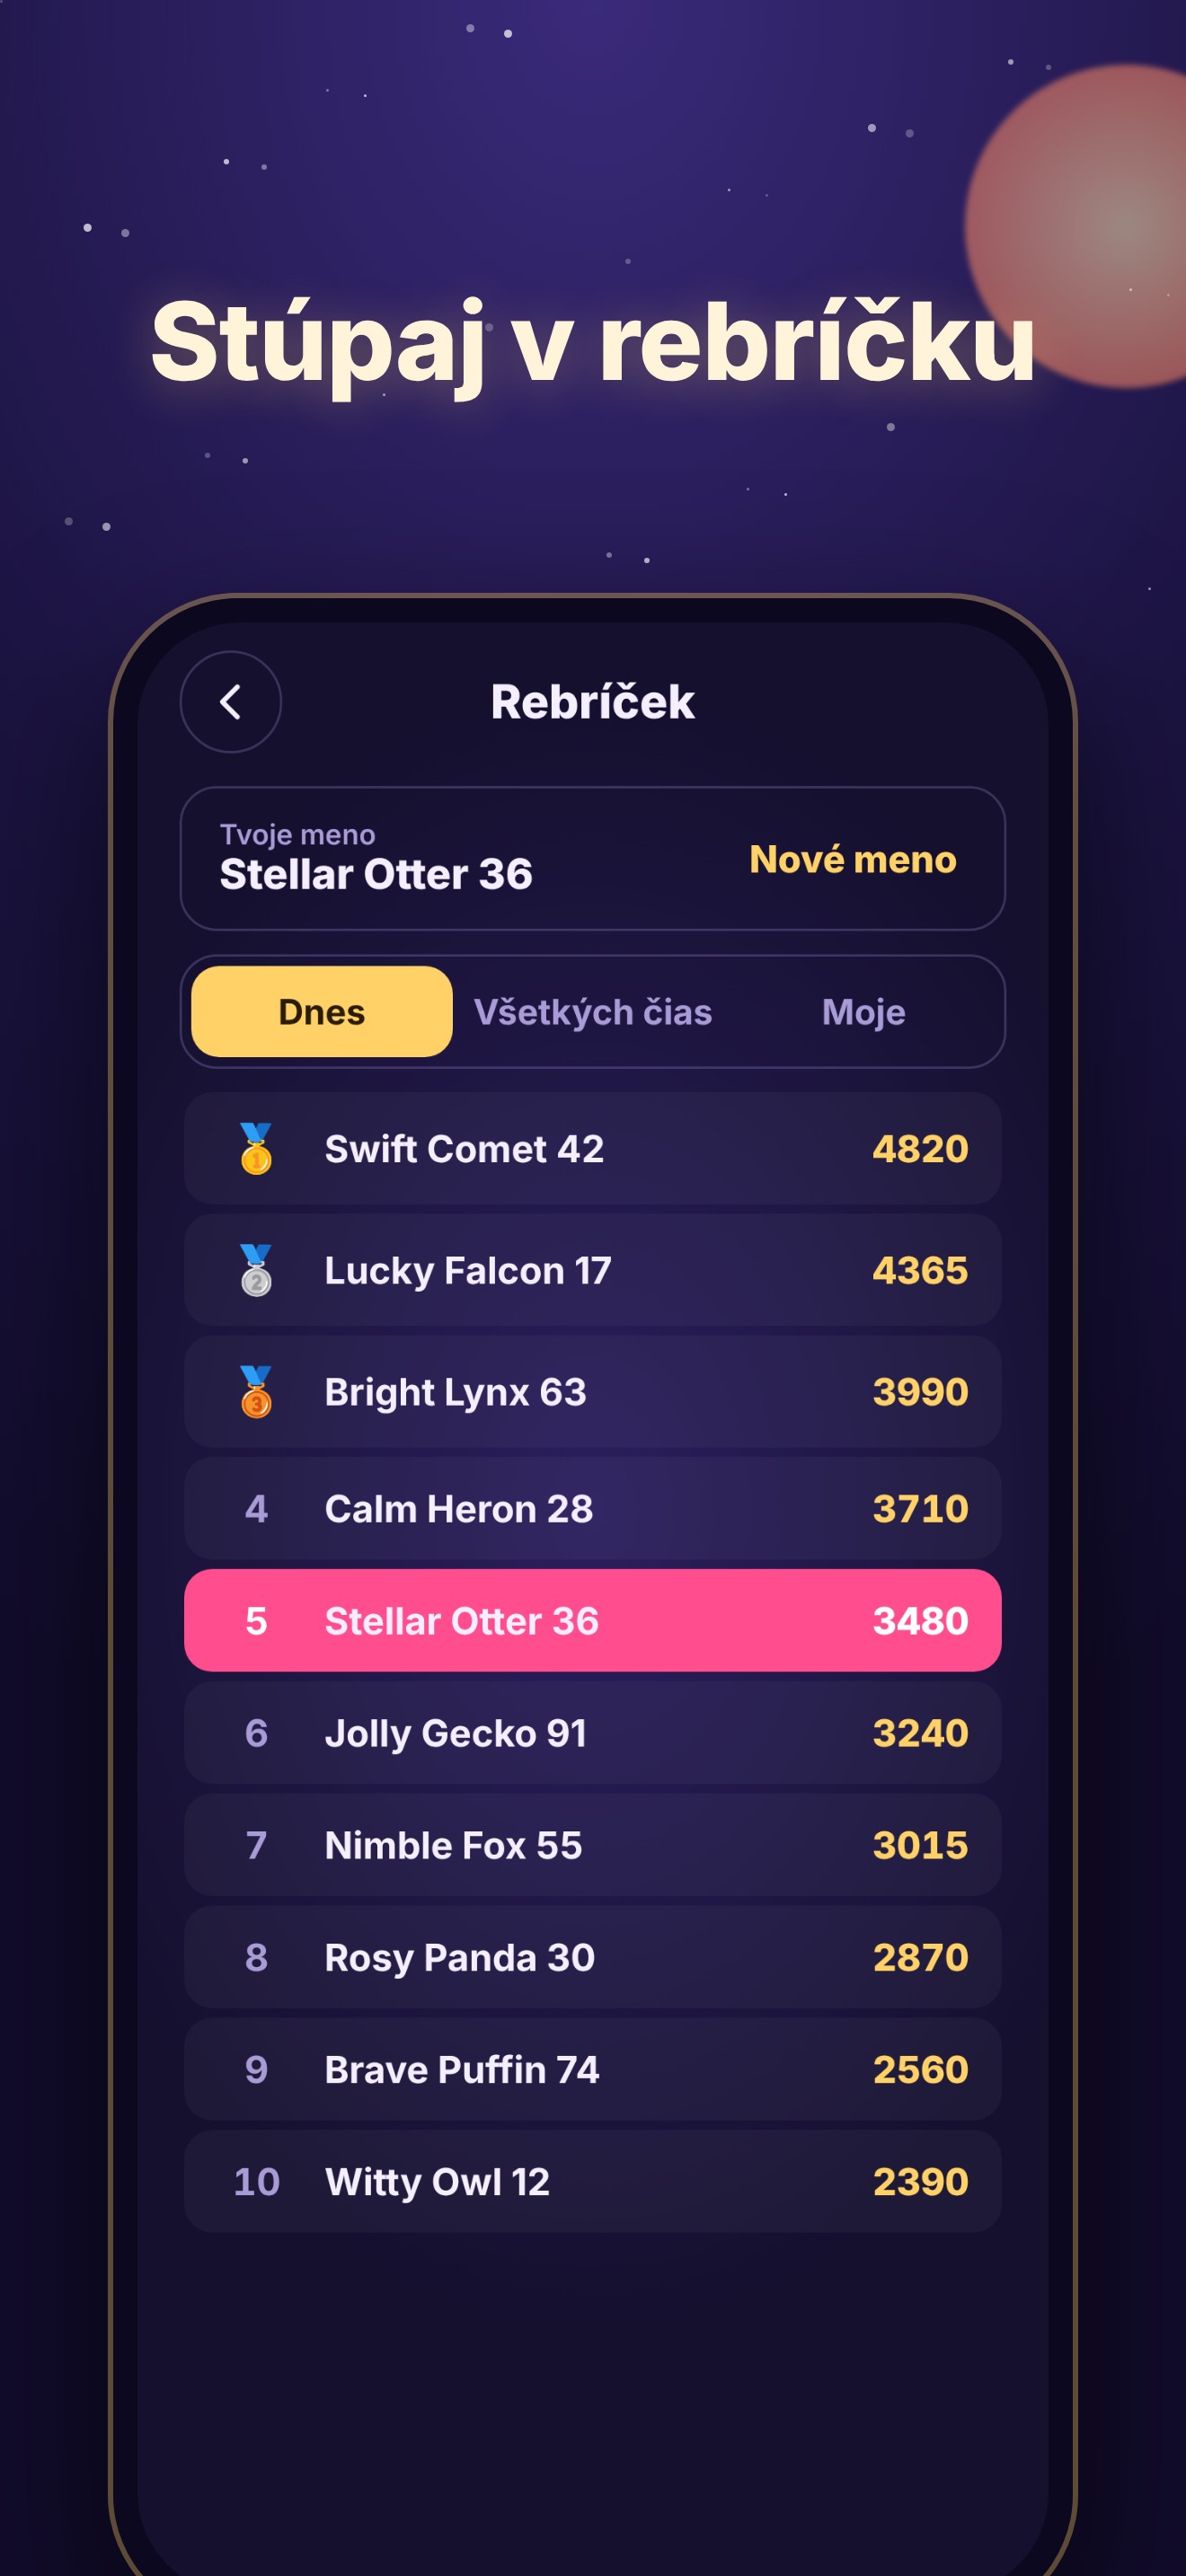 Stúpaj v rebríčku
Rebríček
Tvoje meno
Stellar Otter 36
Nové meno
Dnes
Všetkých čias
Moje
1 Swift Comet 42 4820
2 Lucky Falcon 17 4365
3 Bright Lynx 63 3990
4 Calm Heron 28 3710
5 Stellar Otter 36 3480
6 Jolly Gecko 91 3240
7 Nimble Fox 55 3015
8 Rosy Panda 30 2870
9 Brave Puffin 74 2560
10 Witty Owl 12 2390